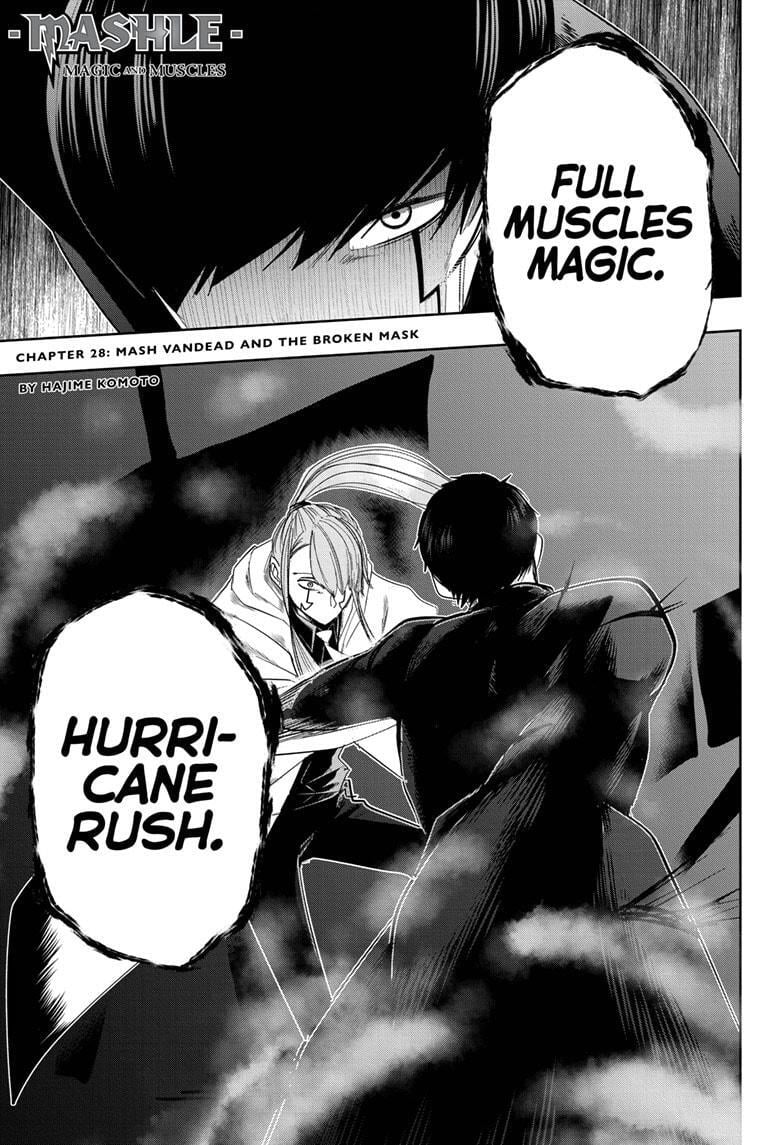 - MASHLE -
MAGIC AND MUSCLES
FULL
MUSCLES
MAGIC.
CHAPTER 28: MASH VANDEAD AND THE BROKEN MASK
BY HAJIME KOMOTO
HURRI-
CANE
RUSH.